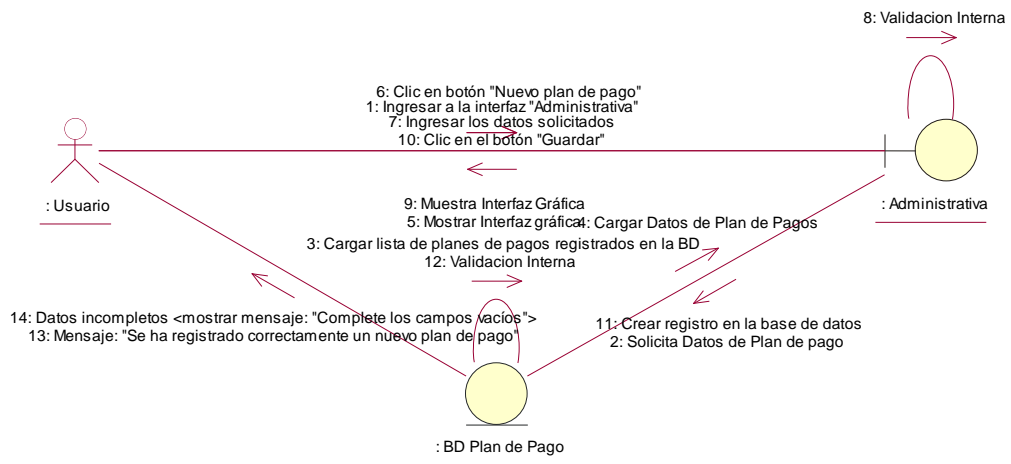 8: Validacion Interna
6: Clic en botón "Nuevo plan de pago"
1: Ingresar a la interfaz "Administrativa"
7: Ingresar los datos solicitados
10: Clic en el botón "Guardar"
: Usuario
: Administrativa
9: Muestra Interfaz Gráfica
5: Mostrar Interfaz gráfica
4: Cargar Datos de Plan de Pagos
3: Cargar lista de planes de pagos registrados en la BD
12: Validacion Interna
14: Datos incompletos <mostrar mensaje: "Complete los campos vacíos">
13: Mensaje: "Se ha registrado correctamente un nuevo plan de pago"
11: Crear registro en la base de datos
2: Solicita Datos de Plan de pago
: BD Plan de Pago